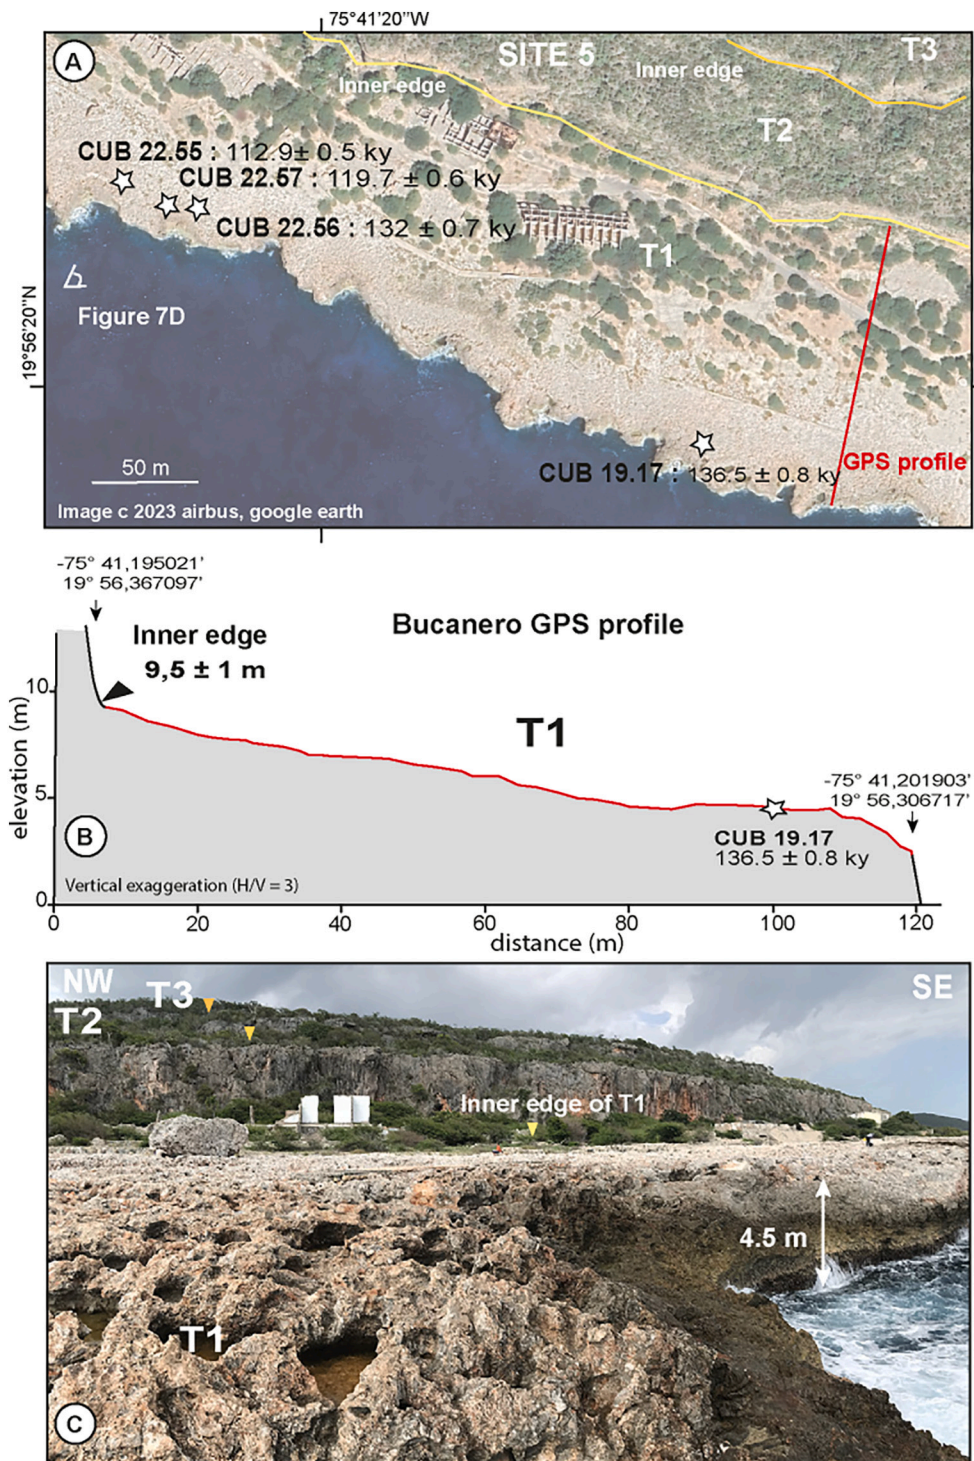 75°41'20"W
A
SITE 5
T3
Inner edge
Inner edge
T2
CUB 22.55 : 112.9± 0.5 ky
CUB 22.57 : 119.7 ± 0.6 ky
CUB 22.56 : 132 ± 0.7 ky
T1
19°56'20"N
Figure 7D
50 m
CUB 19.17 : 136.5 ± 0.8 ky
GPS profile
Image c 2023 airbus, google earth
-75° 41,195021'
19° 56,367097'
Bucanero GPS profile
Inner edge
9,5 ± 1 m
10
T1
elevation (m)
-75° 41,201903'
19° 56,306717'
5
B
CUB 19.17
136.5 ± 0.8 ky
Vertical exaggeration (H/V = 3)
0
0 20 40 60 80 100 120
distance (m)
NW
T3
SE
T2
Inner edge of T1
4.5 m
T1
C